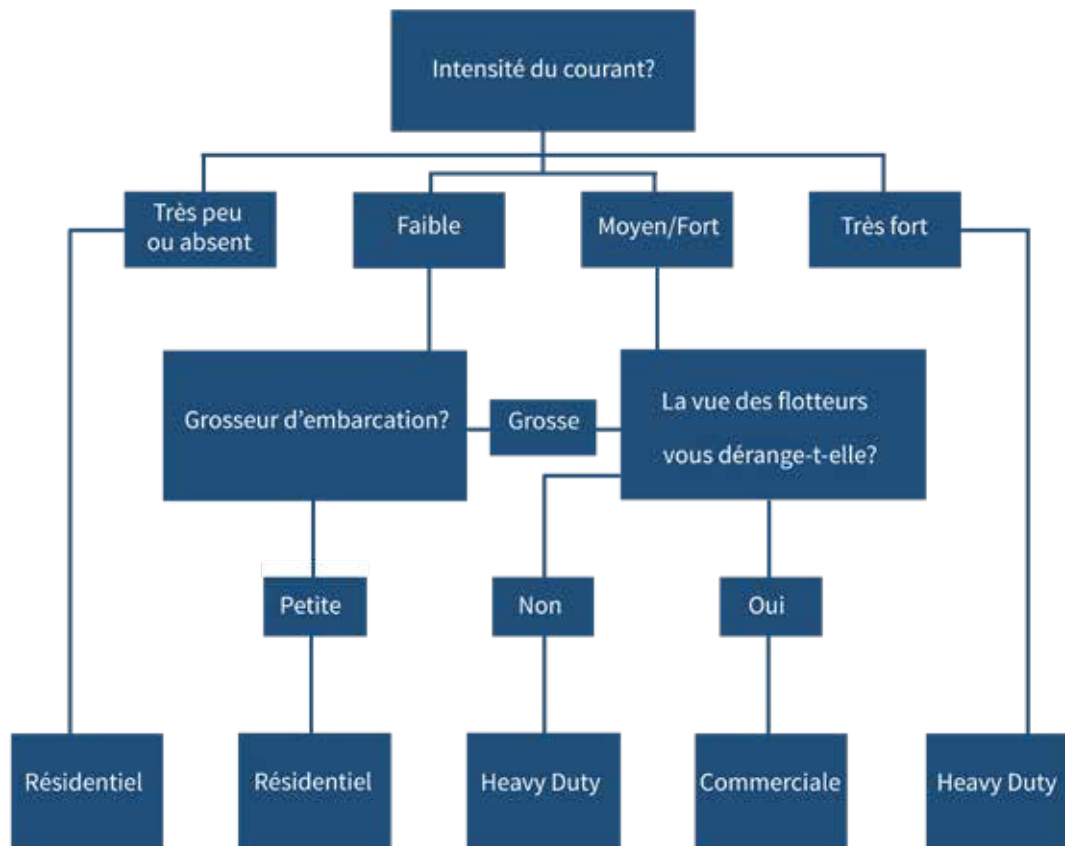 Intensité du courant?
Très peu
ou absent
Faible
Moyen/Fort
Très fort
Grosseur d'embarcation?
Grosse
La vue des flotteurs
vous dérange-t-elle?
Petite
Non
Oui
Résidentiel
Résidentiel
Heavy Duty
Commerciale
Heavy Duty